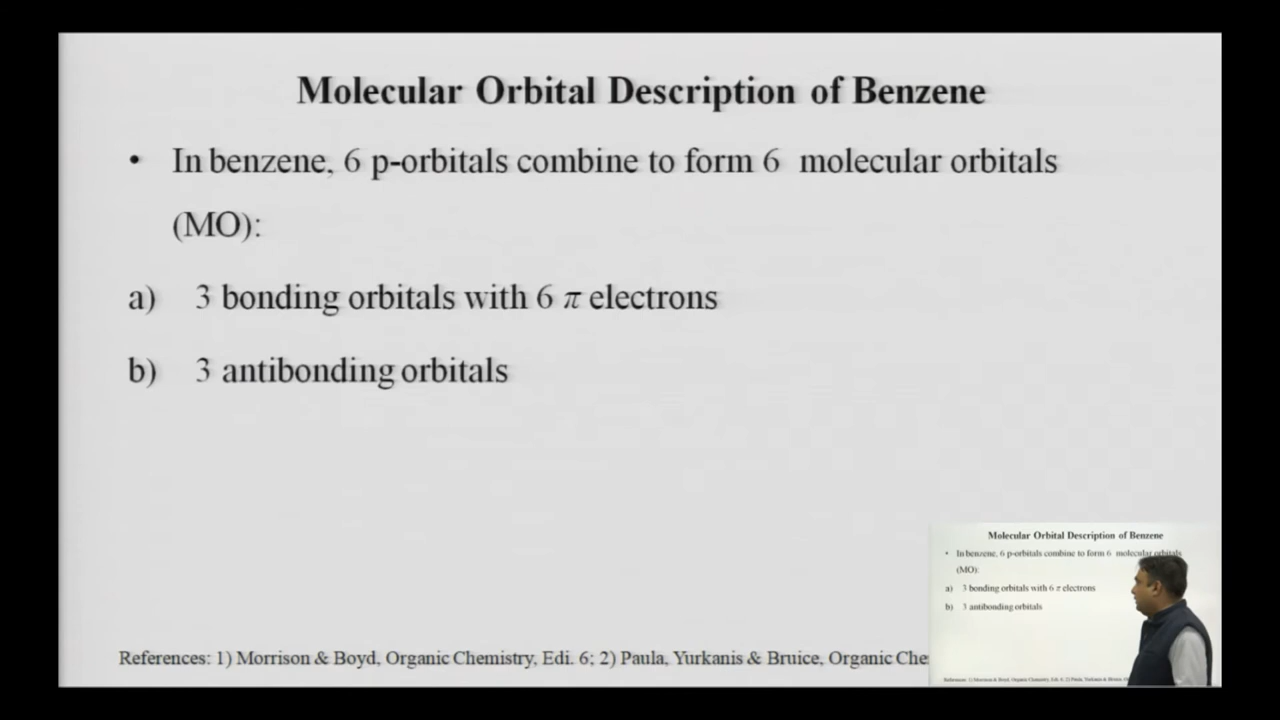 Molecular Orbital Description of Benzene
• In benzene, 6 p-orbitals combine to form 6 molecular orbitals
(MO):
a) 3 bonding orbitals with 6 π electrons
b) 3 antibonding orbitals
References: 1) Morrison & Boyd, Organic Chemistry, Edi. 6; 2) Paula, Yurkanis & Bruice, Organic Che
Molecular Orbital Description of Benzene
• In benzene, 6 p-orbitals combine to form 6 molecular orbitals
(MO):
a) 3 bonding orbitals with 6 π electrons
b) 3 antibonding orbitals